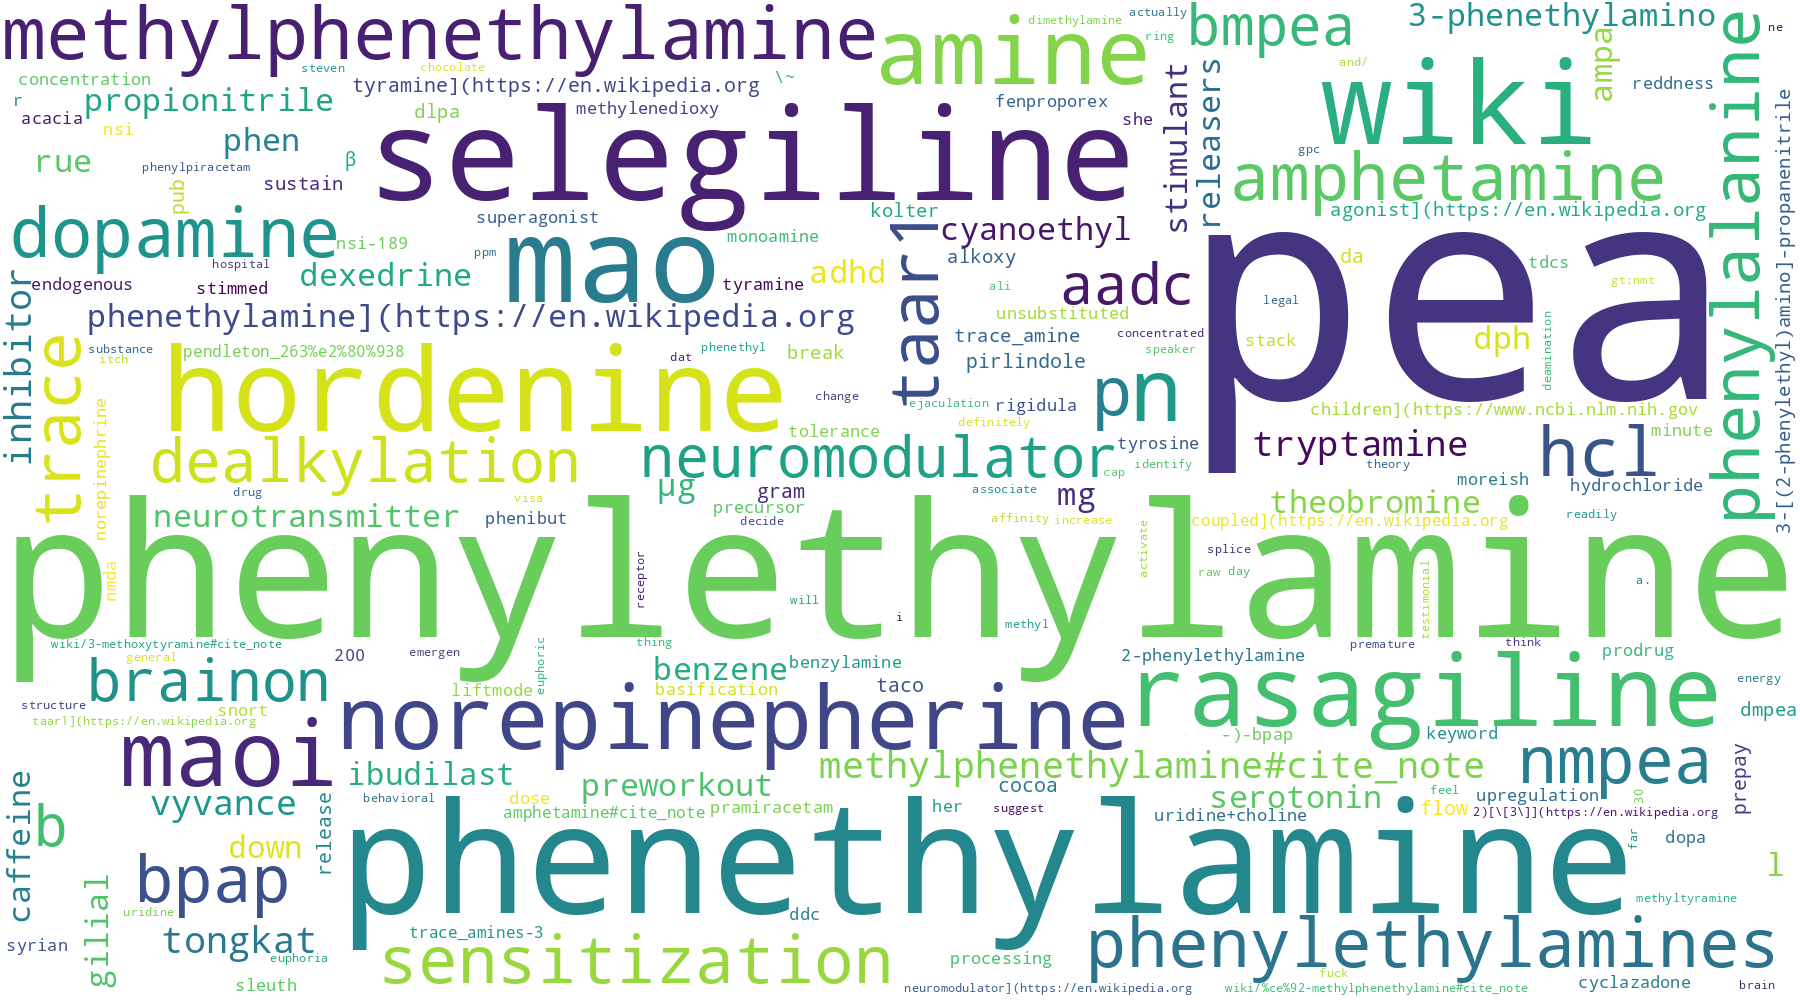 methylphenethylamine
amine
dimethylamine
actually
ring
bmpea
3-phenethylamino
ne
concentration
steven
chocolate
tyramine](https://en.wikipedia.org
\~
and/
ampa
reddness
r
propionitrile
dlpa
methylenedioxy
fenproporex
she
stimulant
releasers
wiki
phenylalanine
3-[(2-phenylethyl)amino]-propanenitrile
acacia
nsi
phen
selegiline
gpc
rue
phenylpiracetam
β
sustain
amphetamine
pub
superagonist
kolter
agonist](https://en.wikipedia.org
dopamine
nsi-189
mao
monoamine
taar1
cyanoethyl
pea
hospital
ppm
alkoxy
da
tdcs
endogenous
stimmed
dexedrine
tyramine
adhd
aadc
gt;nmt
ali
legal
inhibitor
phenethylamine](https://en.wikipedia.org
unsubstituted
trace
substance
itch
pendleton_263%e2%80%938
hordenine
dat
phenethyl
break
trace_amine
concentrated
speaker
stack
dph
deamination
pirlindole
pn
change
ejaculation
rigidula
children](https://www.ncbi.nlm.nih.gov
norepinephrine
tolerance
definitely
tyrosine
tryptamine
hcl
minute
dealkylation
neuromodulator
cap
identify
theory
moreish
hydrochloride
drug
visa
µg
gram
precursor
decide
associate
mg
theobromine
readily
neurotransmitter
phenibut
affinity
increase
coupled](https://en.wikipedia.org
phenylethylamine
nmda
receptor
activate
splice
raw
day
testimonial
a.
will
i
methyl
wiki/3-methoxytyramine#cite_note
general
200
emergen
euphoric
thing
premature
think
benzene
benzylamine
2-phenylethylamine
prodrug
brainon
liftmode
basification
taco
rasagiline
energy
structure
snort
norepinepherine
dmpea
taar1](https://en.wikipedia.org
-)-bpap
keyword
maoi
nmpea
prepay
ibudilast
preworkout
methylphenethylamine#cite_note
caffeine
vyvance
behavioral
dose
cocoa
serotonin
feel
upregulation
30
b
release
amphetamine#cite_note
pramiracetam
her
suggest
uridine+choline
flow
2)[\[3\]](https://en.wikipedia.org
down
phenethylamine
far
dopa
bpap
l
gilial
uridine
ddc
methyltyramine
syrian
tongkat
trace_amines-3
phenylethylamines
euphoria
sensitization
processing
sleuth
neuromodulator](https://en.wikipedia.org
fuck
wiki/%ce%92-methylphenethylamine#cite_note
cyclazadone
brain